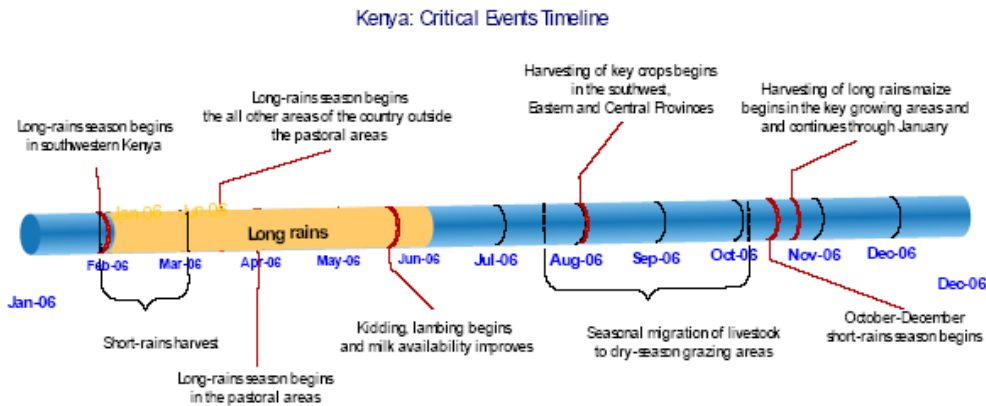 Kenya: Critical Events Timeline
Harvesting of key crops begins
in the southwest,
Eastern and Central Provinces
Harvesting of long rains maize
begins in the key growing areas and
and continues through January
Long-rains season begins
the all other areas of the country outside
the pastoral areas
Long-rains season begins
in southwestern Kenya
Jan-06 - Jun-06
Long rains
Feb-06
Mar-06
Apr-06
May-06
Jun-06
Jul-06
Aug-06
Sep-06
Oct-06
Nov-06
Dec-06
Jan-06
Dec-06
Short-rains harvest
Kidding, lambing begins
and milk availability improves
Seasonal migration of livestock
to dry-season grazing areas
October-December
short-rains season begins
Long-rains season begins
in the pastoral areas